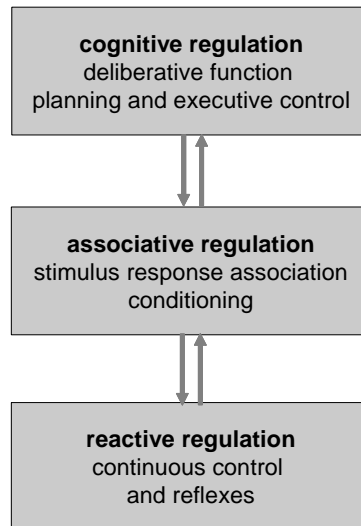 cognitive regulation
deliberative function
planning and executive control
associative regulation
stimulus response association
conditioning
reactive regulation
continuous control
and reflexes